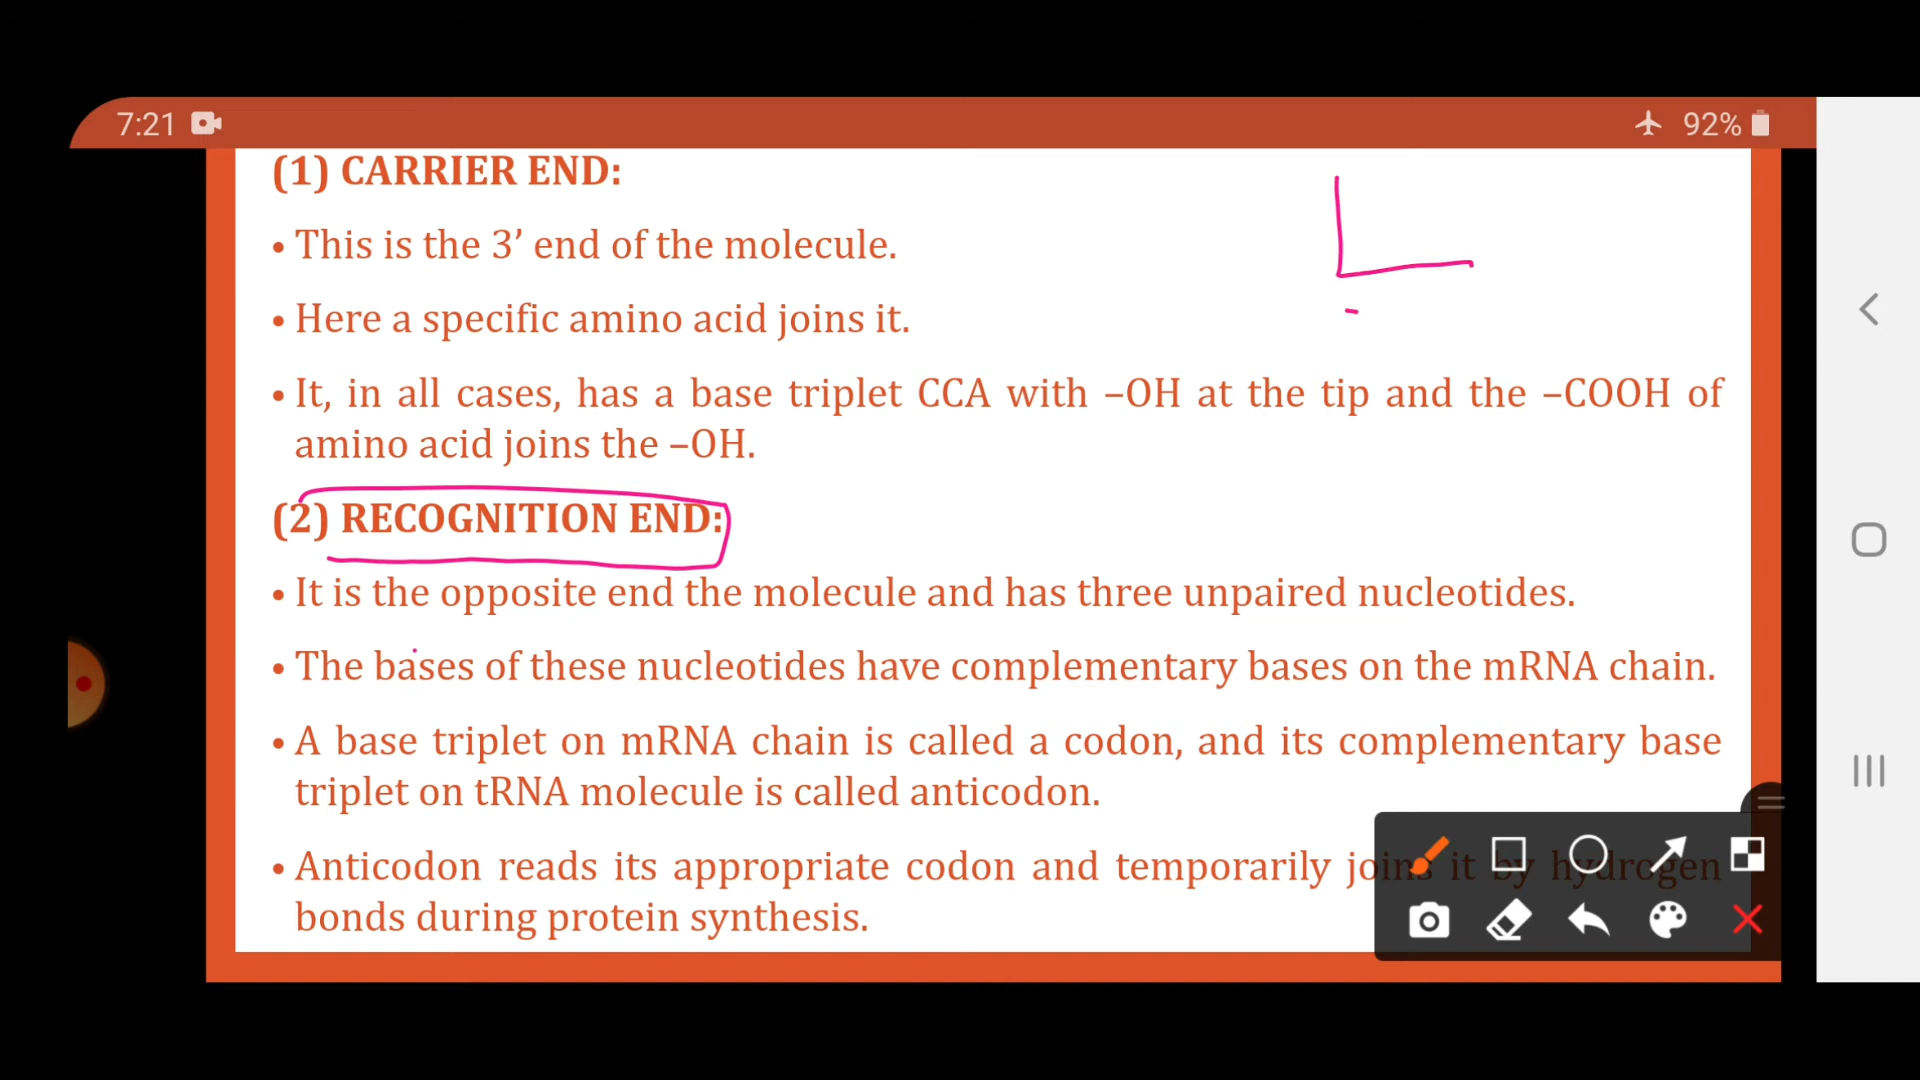 7:21 92%
(1) CARRIER END:
• This is the 3’ end of the molecule.
• Here a specific amino acid joins it.
• It, in all cases, has a base triplet CCA with –OH at the tip and the –COOH of
amino acid joins the –OH.
(2) RECOGNITION END:
• It is the opposite end the molecule and has three unpaired nucleotides.
• The bases of these nucleotides have complementary bases on the mRNA chain.
• A base triplet on mRNA chain is called a codon, and its complementary base
triplet on tRNA molecule is called anticodon.
• Anticodon reads its appropriate codon and temporarily joins it by hydrogen
bonds during protein synthesis.